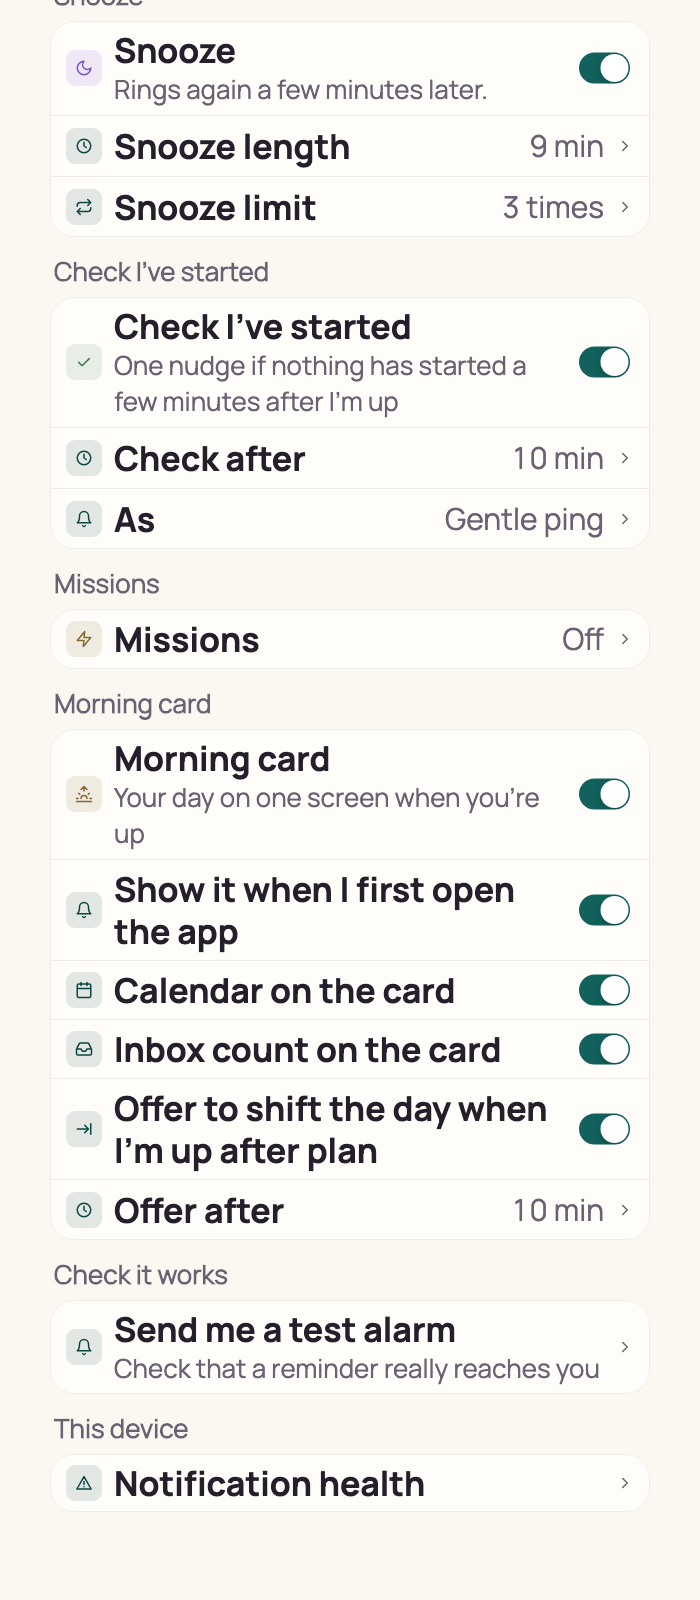 Snooze
Snooze
Rings again a few minutes later.
Snooze length
9 min
Snooze limit
3 times
Check I've started
Check I've started
One nudge if nothing has started a
few minutes after I'm up
Check after
10 min
As
Gentle ping
Missions
Missions
Off
Morning card
Morning card
Your day on one screen when you're
up
Show it when I first open
the app
Calendar on the card
Inbox count on the card
Offer to shift the day when
I'm up after plan
Offer after
10 min
Check it works
Send me a test alarm
Check that a reminder really reaches you
This device
Notification health